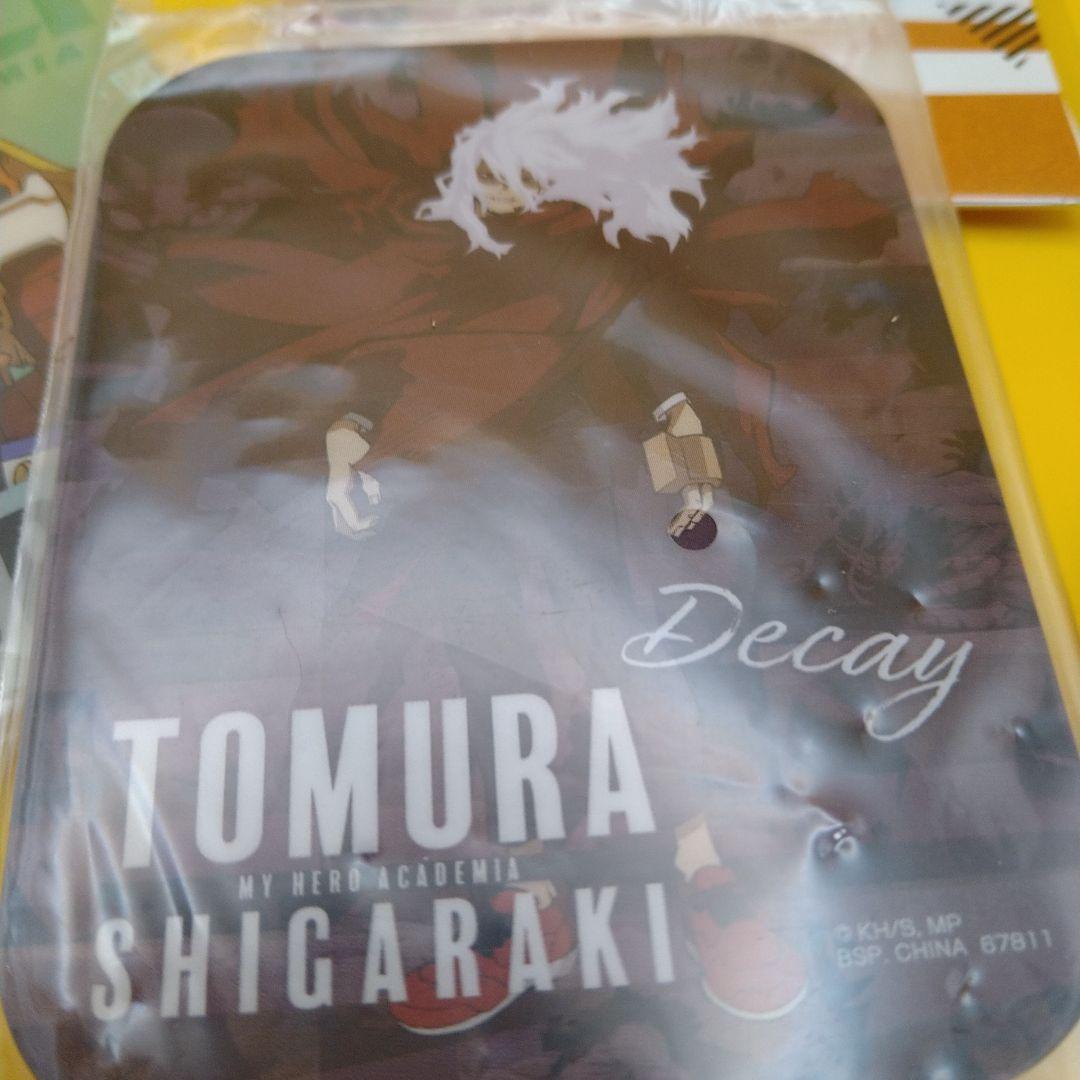 Decay
TOMURA
MY HERO ACADEMIA
SHIGARAKI
© KH/S, MP
BSP. CHINA 67811